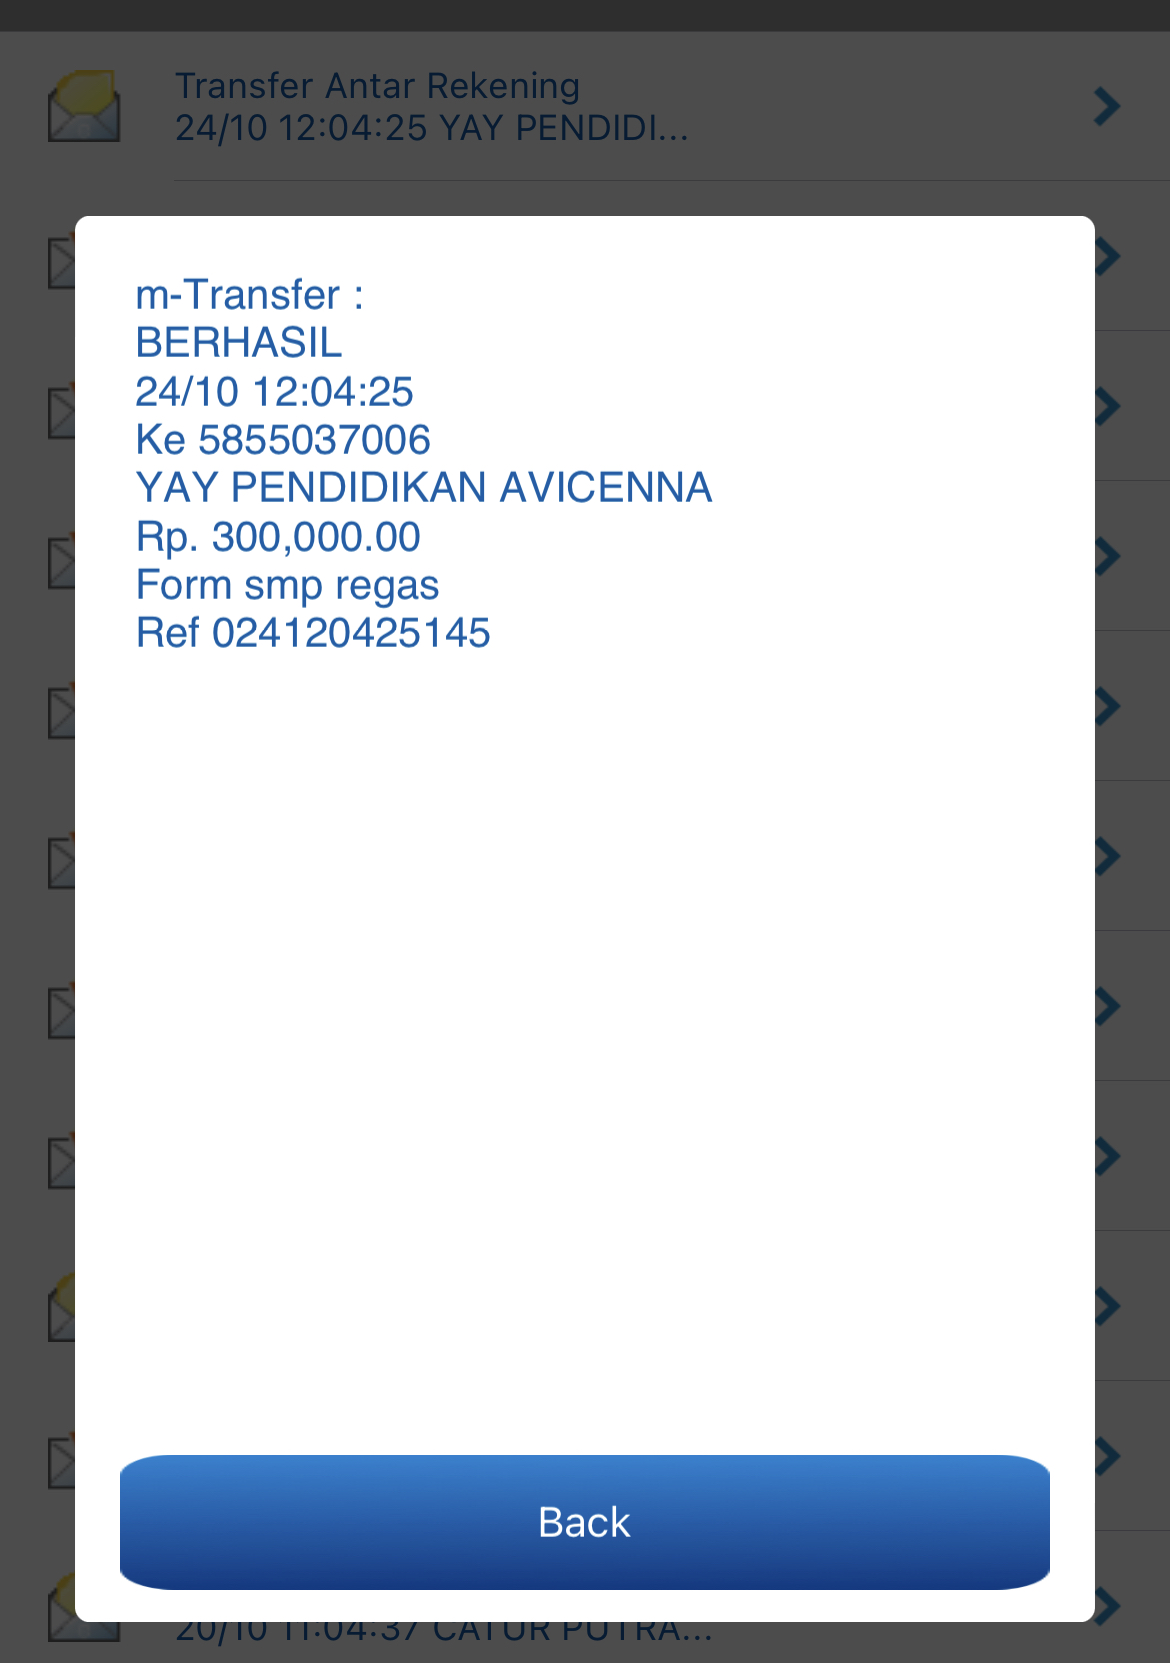 Transfer Antar Rekening
24/10 12:04:25 YAY PENDIDI...
m-Transfer :
BERHASIL
24/10 12:04:25
Ke 5855037006
YAY PENDIDIKAN AVICENNA
Rp. 300,000.00
Form smp regas
Ref 024120425145
Back
20/10 11:04:37 CATUR PUTRA...